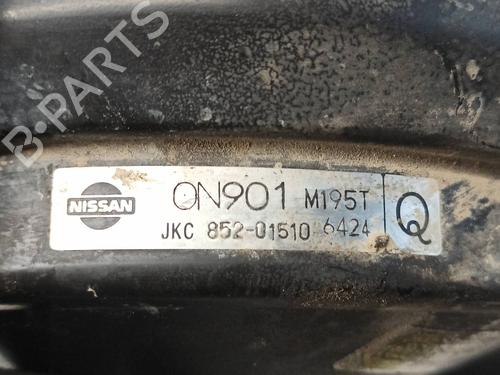 B-PARTS
NISSAN
0N901 M195T
Q
JKC 852-01510 6424